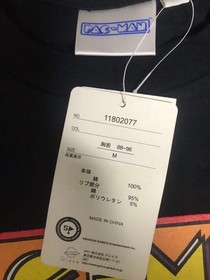 PAC-MAN
NO. 11802077
COL.
胸囲 88-96
M
本体
綿 100%
リブ部分
綿 95%
ポリウレタン 5%
MADE IN CHINA